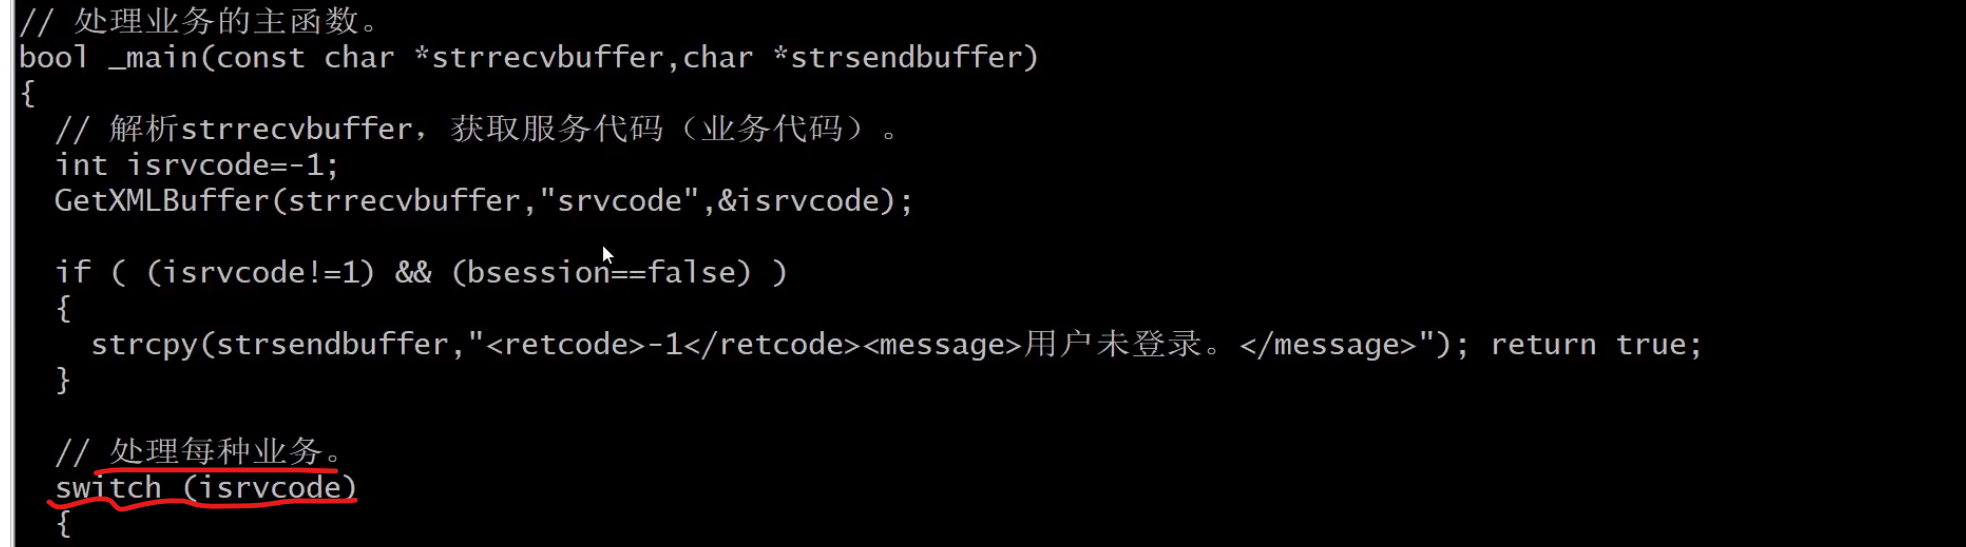 // 处理业务的主函数。
bool _main(const char *strrecvbuffer,char *strsendbuffer)
{
  // 解析strrecvbuffer，获取服务代码（业务代码）。
  int isrvcode=-1;
  GetXMLBuffer(strrecvbuffer,"srvcode",&isrvcode);
  if ( (isrvcode!=1) && (bsession==false) )
  {
    strcpy(strsendbuffer,"<retcode>-1</retcode><message>用户未登录。</message>"); return true;
  }
  // 处理每种业务。
  switch (isrvcode)
  {